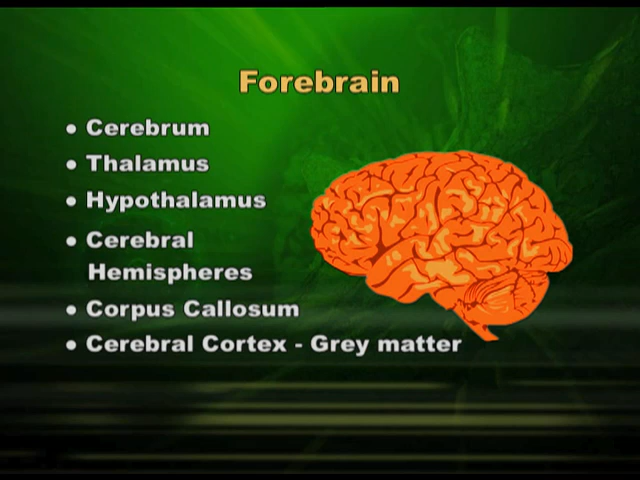 Forebrain
● Cerebrum
● Thalamus
● Hypothalamus
● Cerebral
Hemispheres
● Corpus Callosum
● Cerebral Cortex - Grey matter